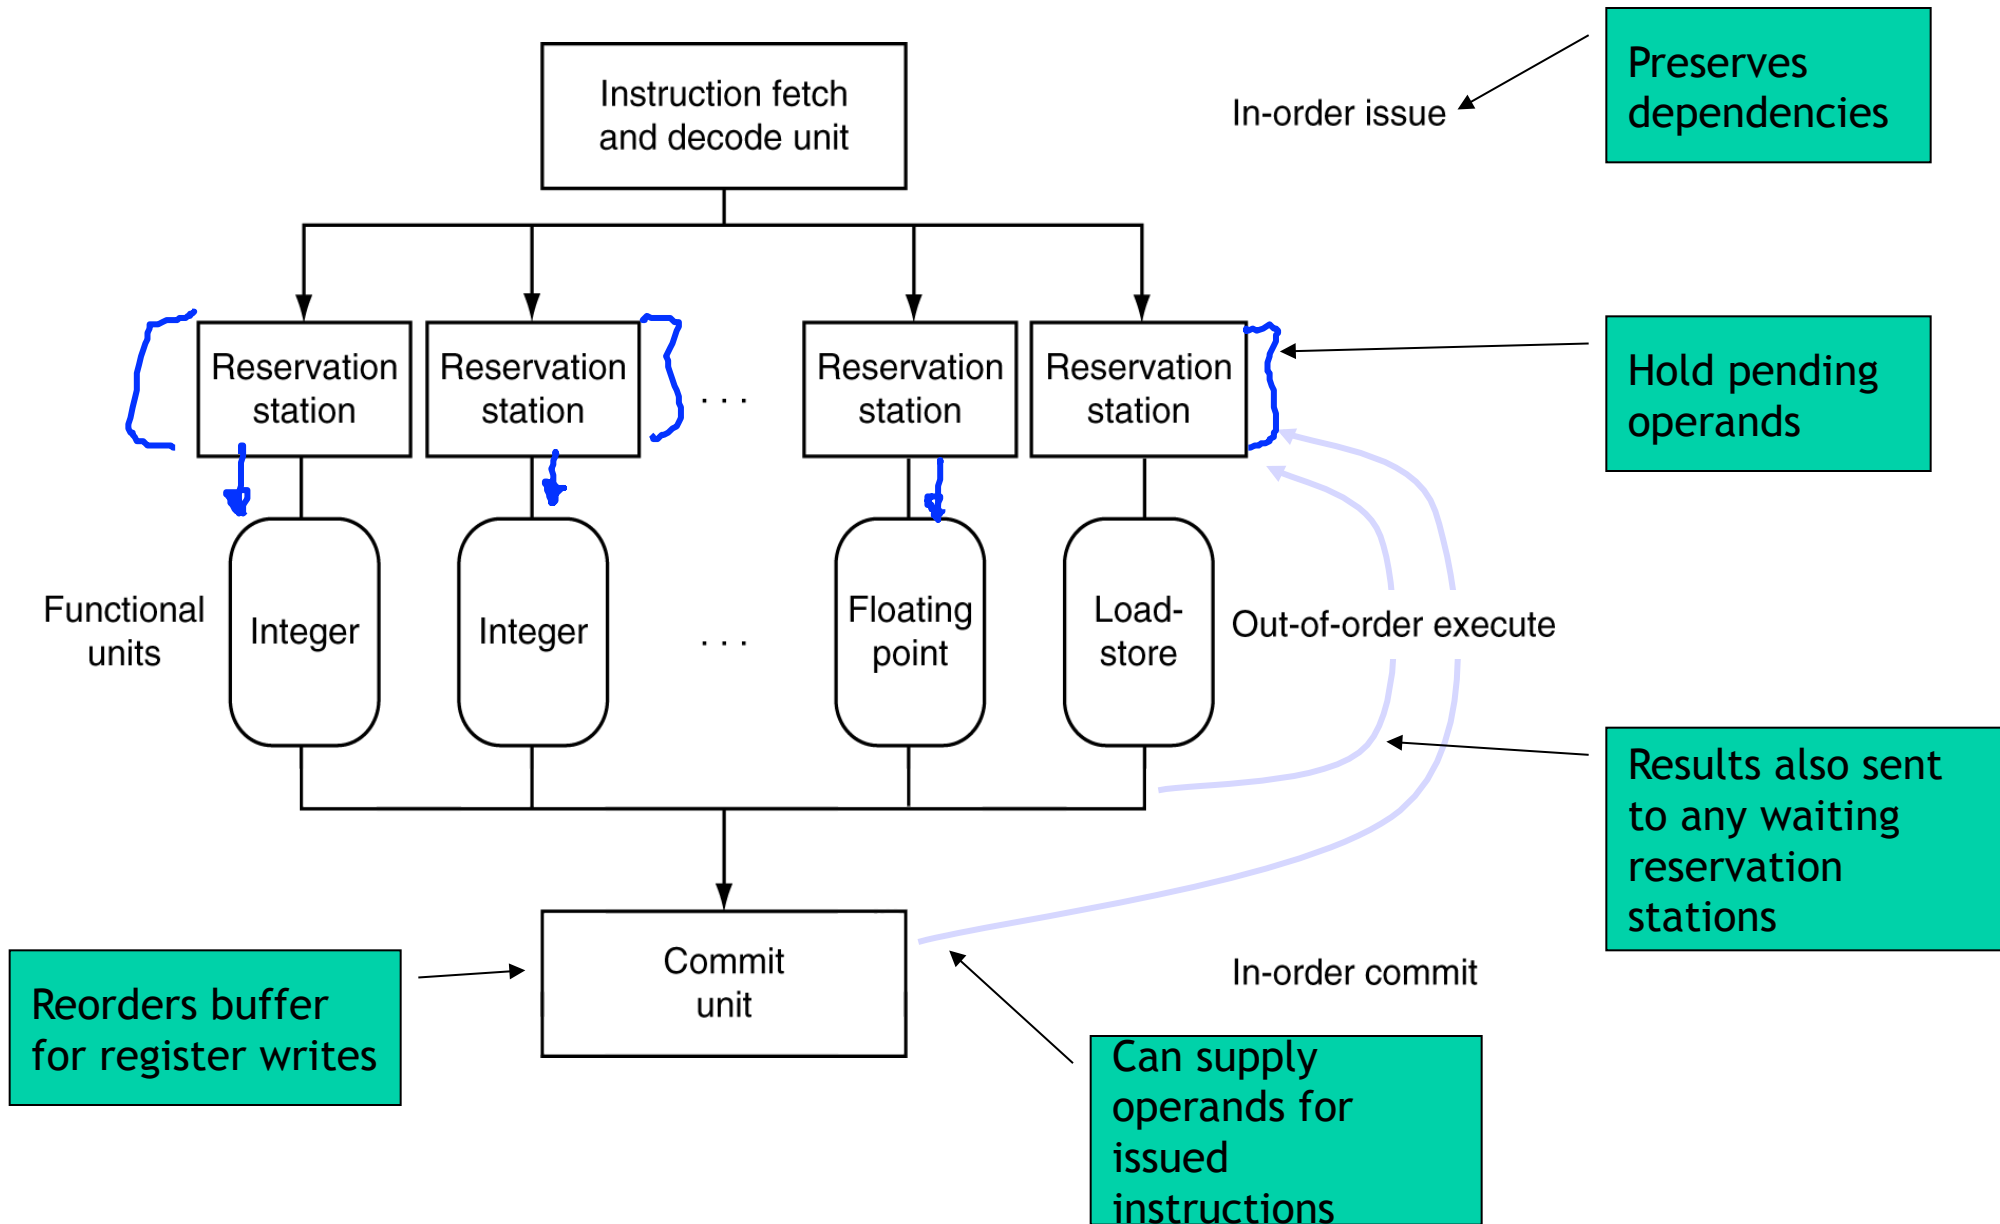 Instruction fetch
and decode unit
In-order issue
Preserves
dependencies
Reservation
station
Reservation
station
. . .
Reservation
station
Reservation
station
Hold pending
operands
Functional
units
Integer
Integer
. . .
Floating
point
Load-
store
Out-of-order execute
Results also sent
to any waiting
reservation
stations
Commit
unit
In-order commit
Reorders buffer
for register writes
Can supply
operands for
issued
instructions